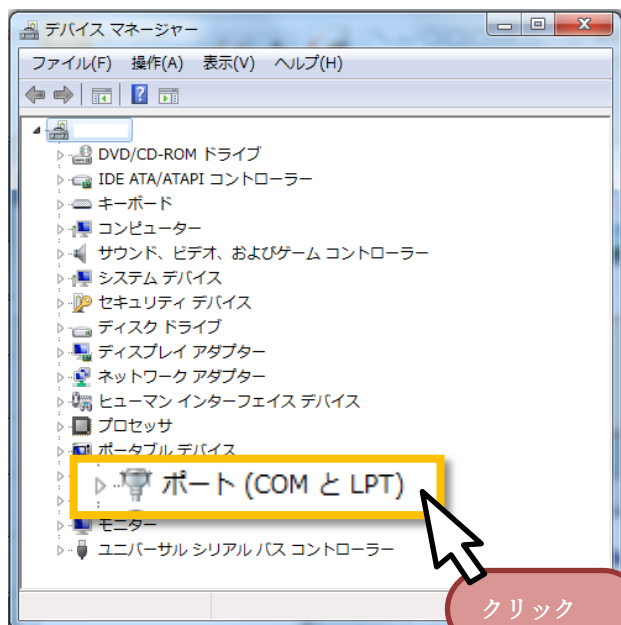 デバイス マネージャー
ファイル(F) 操作(A) 表示(V) ヘルプ(H)
DVD/CD-ROM ドライブ
IDE ATA/ATAPI コントローラー
キーボード
コンピューター
サウンド、ビデオ、およびゲーム コントローラー
システム デバイス
セキュリティ デバイス
ディスク ドライブ
ディスプレイ アダプター
ネットワーク アダプター
ヒューマン インターフェイス デバイス
プロセッサ
ポータブル デバイス
ポート (COM と LPT)
モニター
ユニバーサル シリアル バス コントローラー
クリック